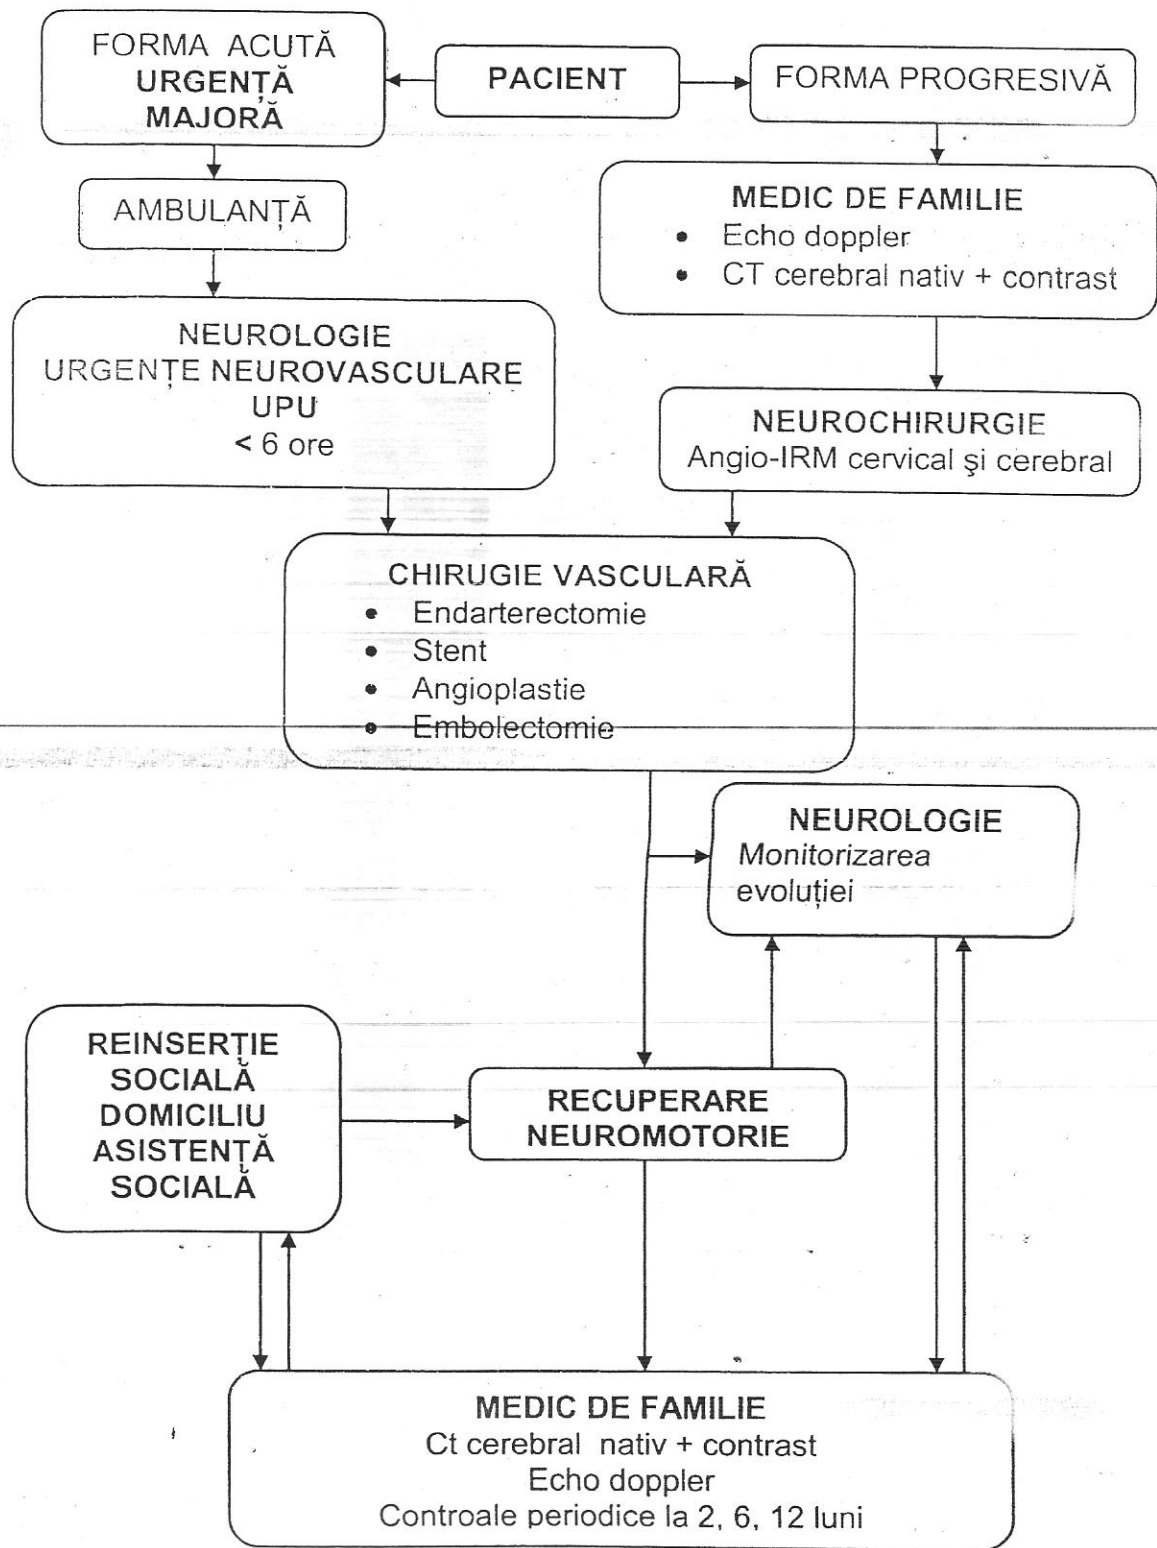 FORMA ACUTĂ
URGENȚĂ
MAJORĂ
PACIENT
FORMA PROGRESIVĂ
AMBULANȚĂ
MEDIC DE FAMILIE
• Echo doppler
• CT cerebral nativ + contrast
NEUROLOGIE
URGENȚE NEUROVASCULARE
UPU
< 6 ore
NEUROCHIRURGIE
Angio-IRM cervical şi cerebral
CHIRUGIE VASCULARĂ
• Endarterectomie
• Stent
• Angioplastie
• Embolectomie
NEUROLOGIE
Monitorizarea
evoluției
REINSERȚIE
SOCIALĂ
DOMICILIU
ASISTENȚĂ
SOCIALĂ
RECUPERARE
NEUROMOTORIE
MEDIC DE FAMILIE
Ct cerebral nativ + contrast
Echo doppler
Controale periodice la 2, 6, 12 luni